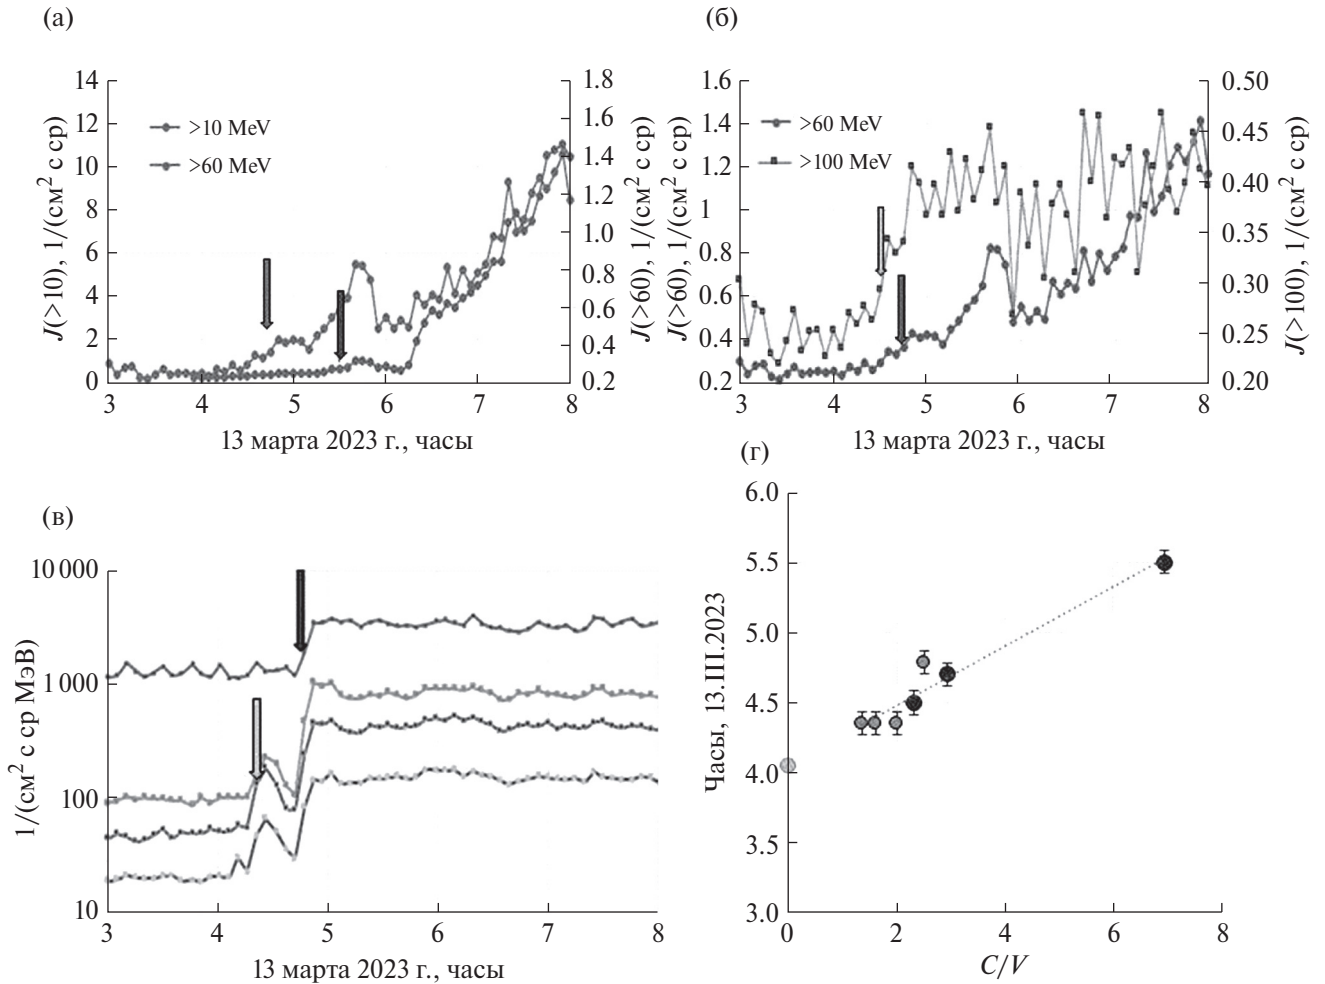 (а)
J(>10), 1/(см² с ср)
14
12
10
8
6
4
2
0
>10 MeV
>60 MeV
1.8
1.6
1.4
1.2
1.0
0.8
0.6
0.4
0.2
J(>60), 1/(см² с ср)
3 4 5 6 7 8
13 марта 2023 г., часы
(б)
J(>60), 1/(см² с ср)
1.6
1.4
1.2
1
0.8
0.6
0.4
0.2
>60 MeV
>100 MeV
0.50
0.45
0.40
0.35
0.30
0.25
0.20
J(>100), 1/(см² с ср)
3 4 5 6 7 8
13 марта 2023 г., часы
(в)
1/(см² с ср МэВ)
10 000
1 000
100
10
3 4 5 6 7 8
13 марта 2023 г., часы
(г)
Часы, 13.III.2023
6.0
5.5
5.0
4.5
4.0
3.5
3.0
0 2 4 6 8
C/V